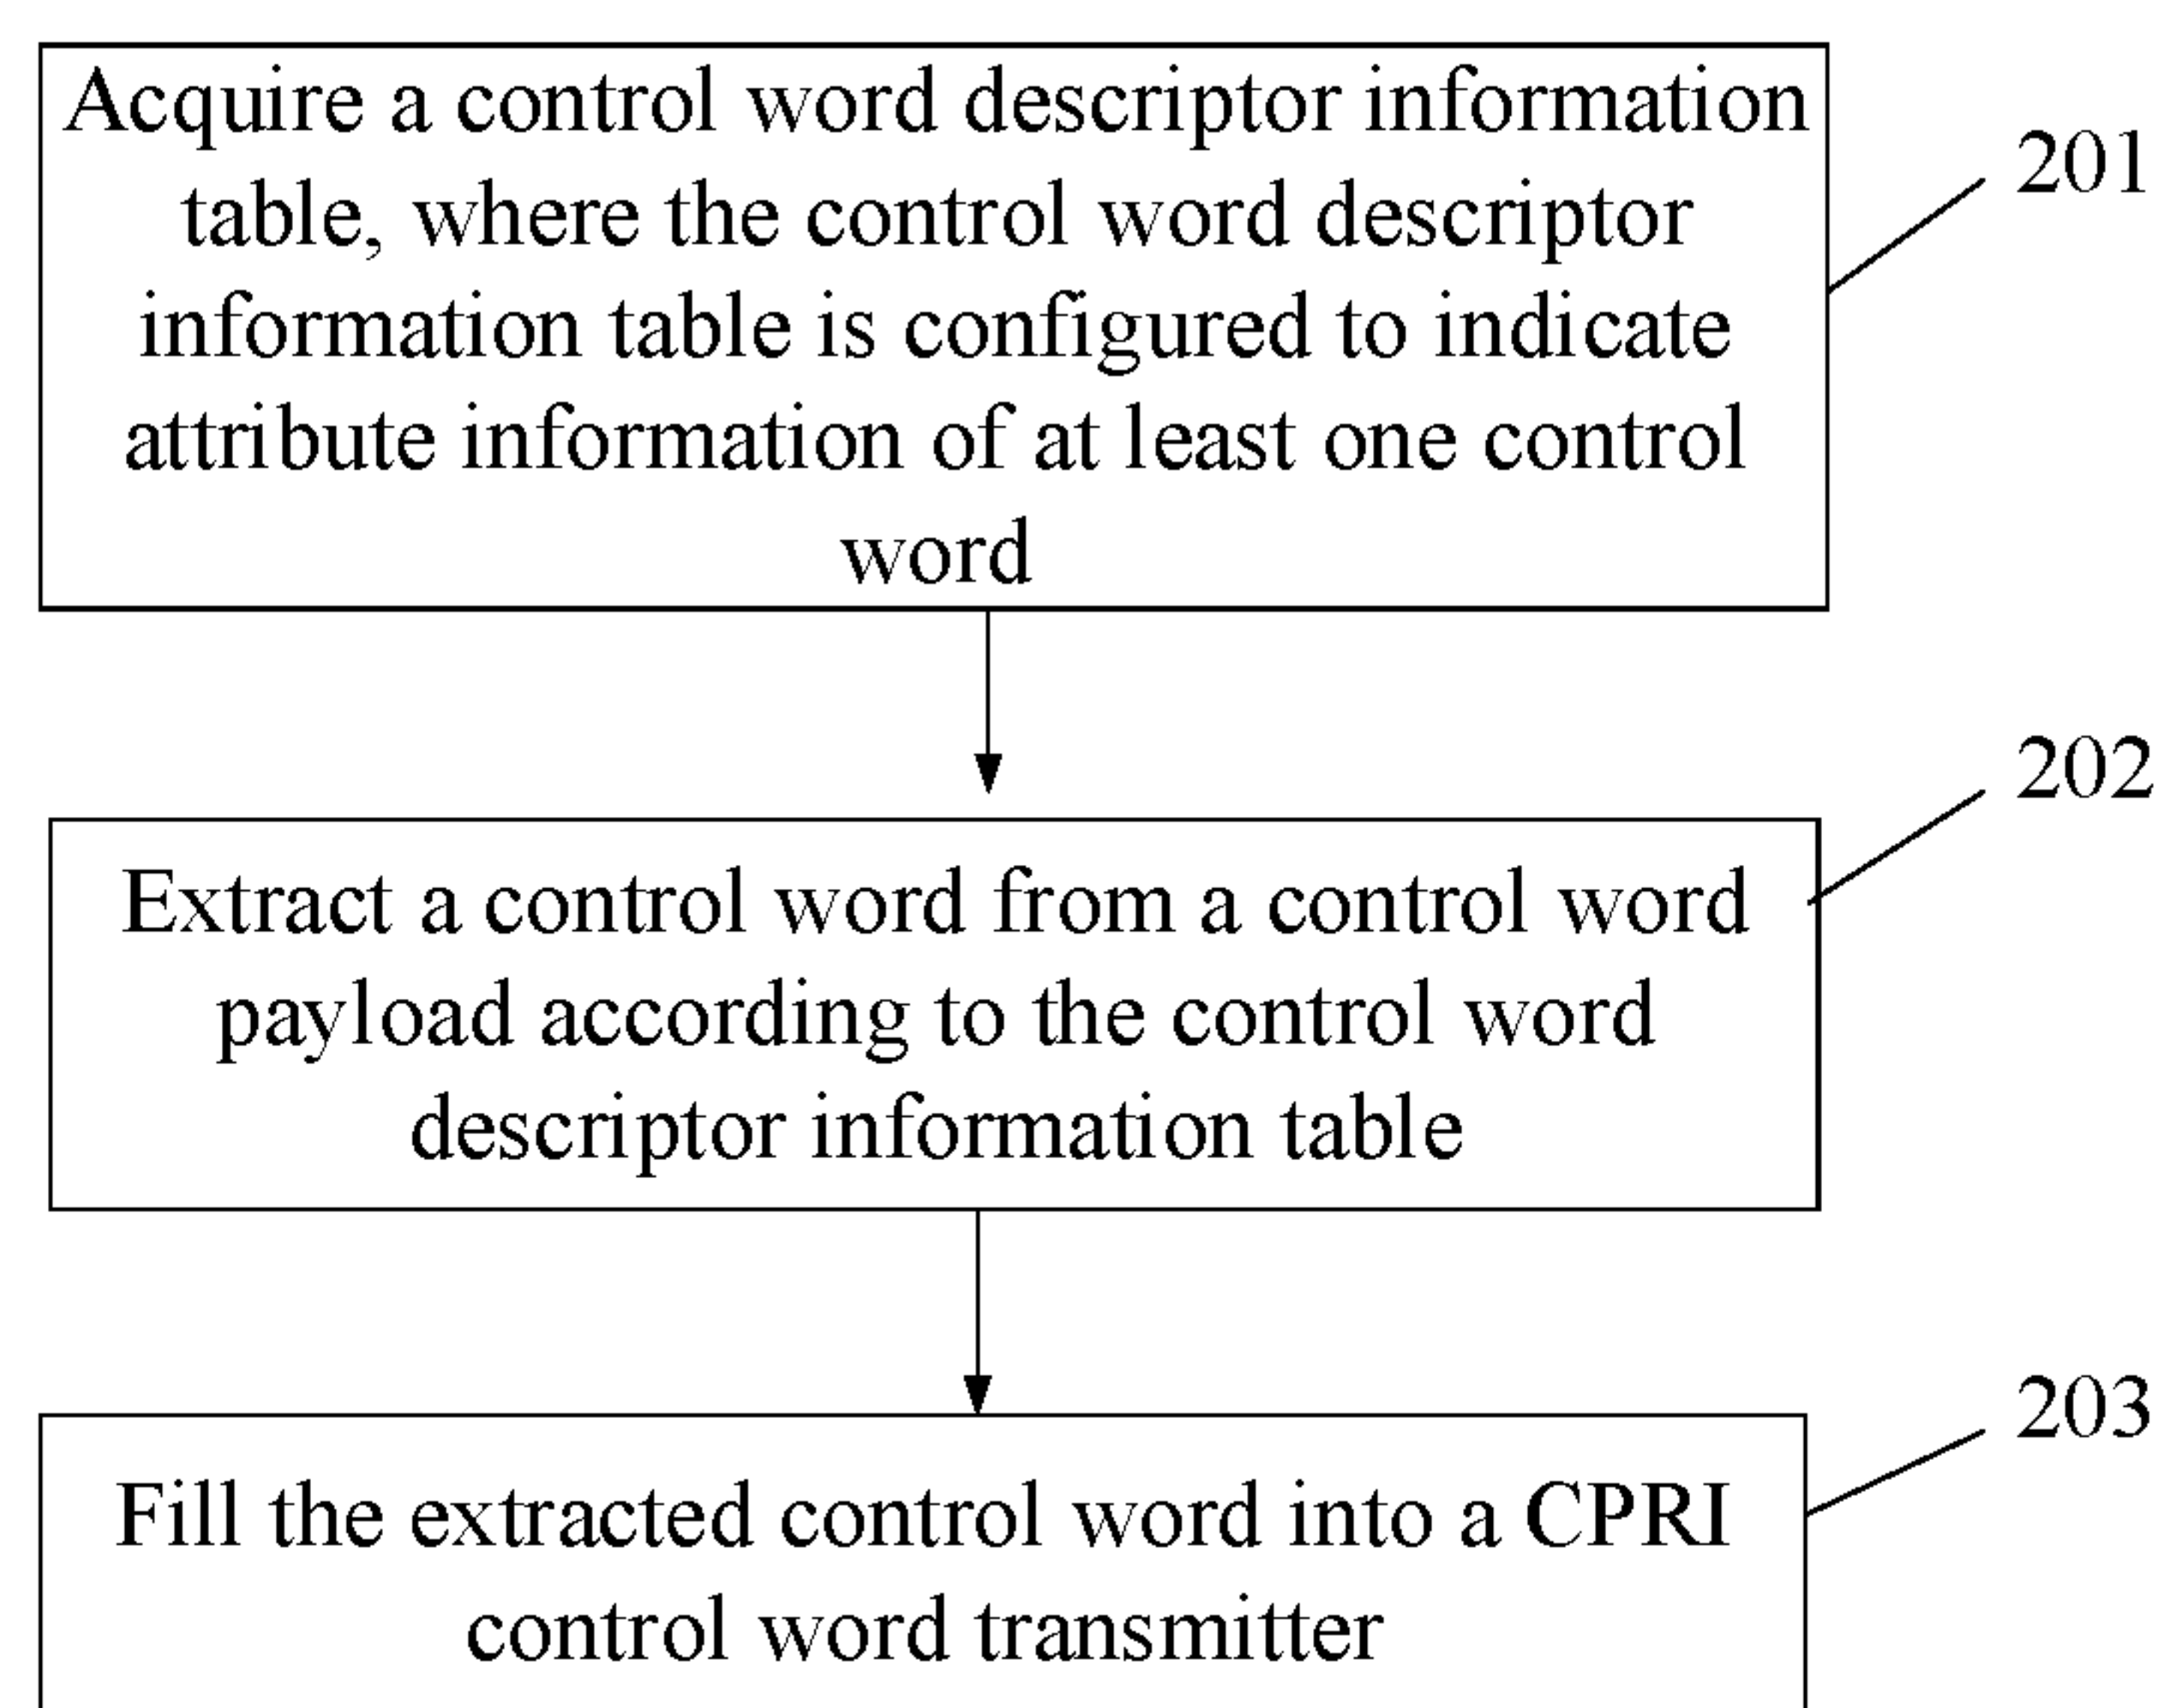 Acquire a control word descriptor information
table, where the control word descriptor
information table is configured to indicate
attribute information of at least one control
word
201
202
Extract a control word from a control word
payload according to the control word
descriptor information table
203
Fill the extracted control word into a CPRI
control word transmitter